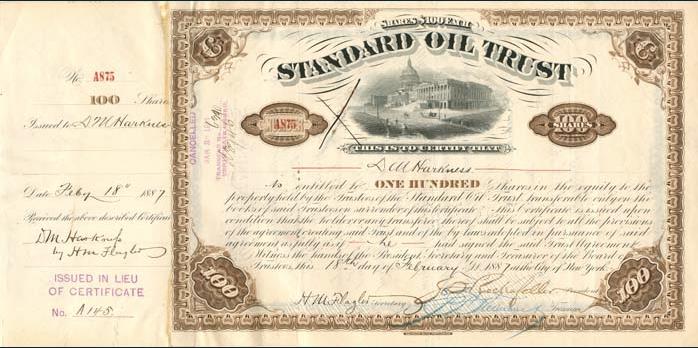 No. A875
100 Shares
Issued to D M Harkness
Date Feby 18th 1887
Received the above described Certificate
D.M. Harkness
by H M Flagler
ISSUED IN LIEU
OF CERTIFICATE
No. A145
CANCELLED
SHARES $100 EACH
STANDARD OIL TRUST
A875
100
SHARES
THIS IS TO CERTIFY THAT
D M Harkness
is entitled to ONE HUNDRED Shares in the equity to the
property held by the Trustees of the Standard Oil Trust transferable only on the
books of said Trustees on surrender of this Certificate. This Certificate is issued upon
condition that the holder or any transferee thereof shall be subject to all the provisions
of the agreement creating said Trust and of the by-laws adopted in pursuance of said
agreement as fully as if he had signed the said Trust Agreement.
Witness the hands of the President Secretary and Treasurer of the Board of
Trustees, this 18th day of February A.D. 1887 at the City of New York.
H M Flagler Secretary
Rockefeller President
Treasurer
100
100